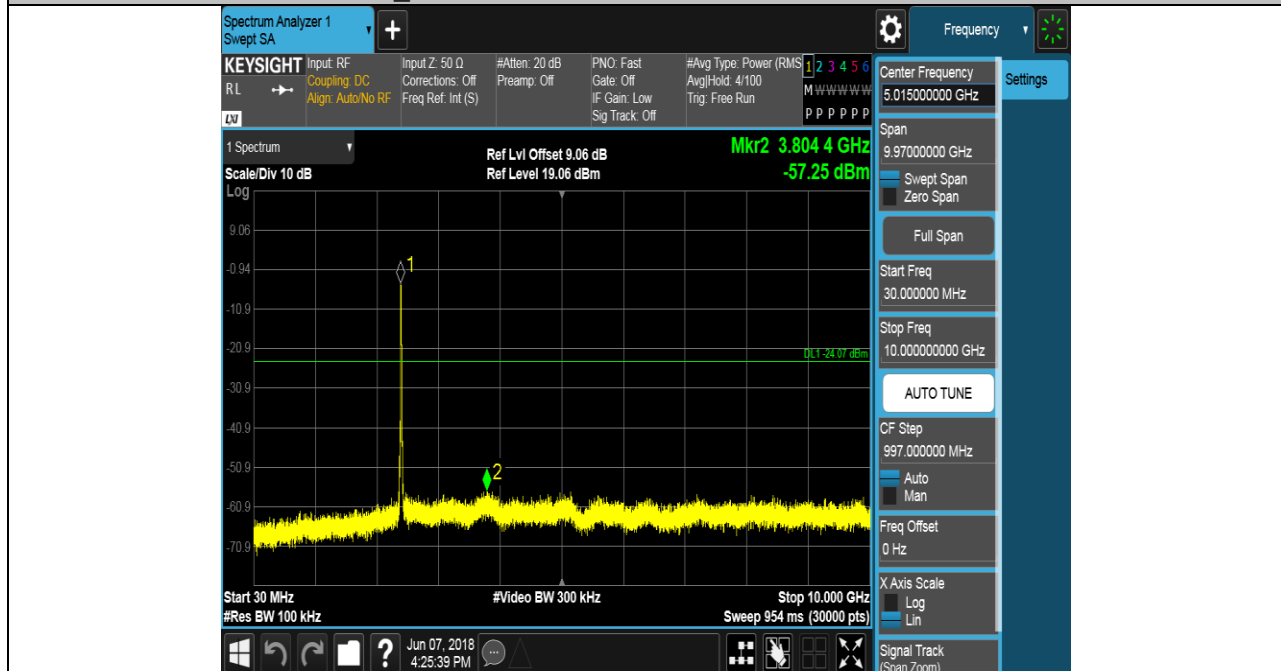 Spectrum Analyzer 1
Swept SA
Frequency
KEYSIGHT
RL
LXI
Input: RF
Coupling: DC
Align: Auto/No RF
Input Z: 50 Ω
Corrections: Off
Freq Ref: Int (S)
#Atten: 20 dB
Preamp: Off
PNO: Fast
Gate: Off
IF Gain: Low
Sig Track: Off
#Avg Type: Power (RMS
Avg|Hold: 4/100
Trig: Free Run
1 2 3 4 5 6
M W W W W W
P P P P P P
1 Spectrum
Scale/Div 10 dB
Log
Ref Lvl Offset 9.06 dB
Ref Level 19.06 dBm
Mkr2 3.804 4 GHz
-57.25 dBm
9.06
-0.94
-10.9
-20.9
-30.9
-40.9
-50.9
-60.9
-70.9
1
2
DL1 -24.07 dBm
Start 30 MHz
#Res BW 100 kHz
#Video BW 300 kHz
Stop 10.000 GHz
Sweep 954 ms (30000 pts)
Jun 07, 2018
4:25:39 PM
Center Frequency
5.015000000 GHz
Span
9.97000000 GHz
Swept Span
Zero Span
Full Span
Start Freq
30.000000 MHz
Stop Freq
10.000000000 GHz
AUTO TUNE
CF Step
997.000000 MHz
Auto
Man
Freq Offset
0 Hz
X Axis Scale
Log
Lin
Signal Track
(Span Zoom)
Settings